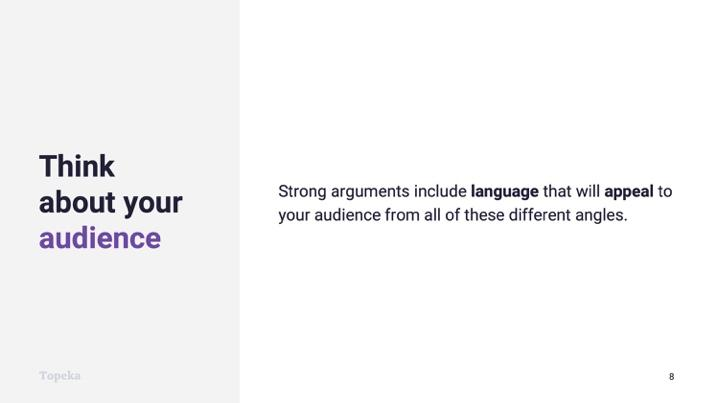 Think
about your
audience
Strong arguments include language that will appeal to
your audience from all of these different angles.
Topeka
8